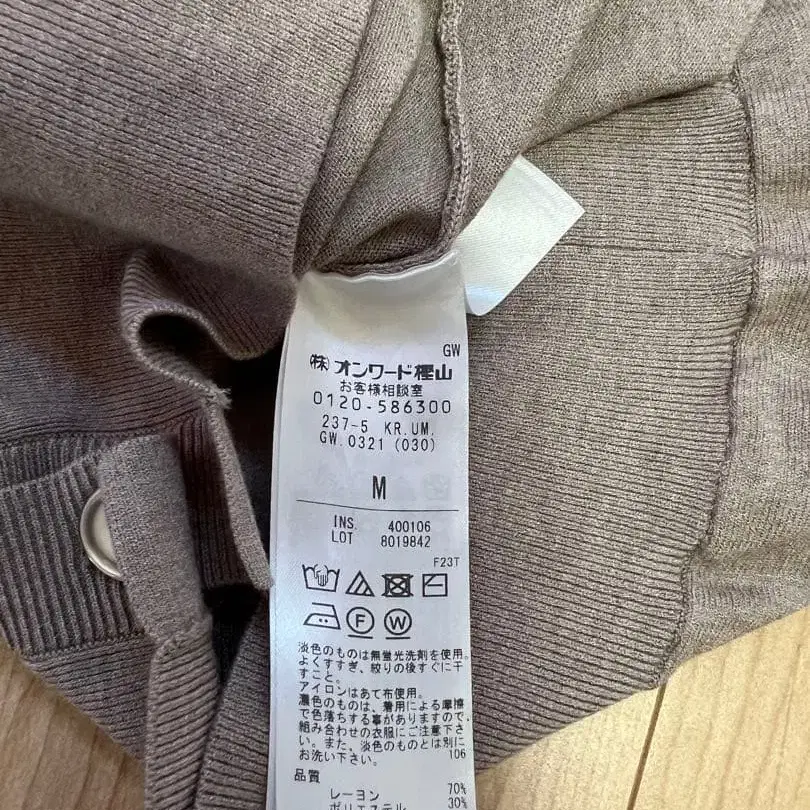 GW
㈱オンワード樫山
お客様相談室
0120-586300
237-5 KR.UM.
GW.0321 (030)
M
INS. 400106
LOT 8019842
F23T
F W
淡色のものは無蛍光洗剤を使用。
よくすすぎ、絞りの後すぐに干
すこと。
アイロンはあて布使用。
濃色のものは、着用による摩擦
で色落ちする事がありますので、
組み合わせの衣服にご注意下さ
い。また、淡色のものとは別に
お洗い下さい。 106
品質
レーヨン 70%
ポリエステル 30%